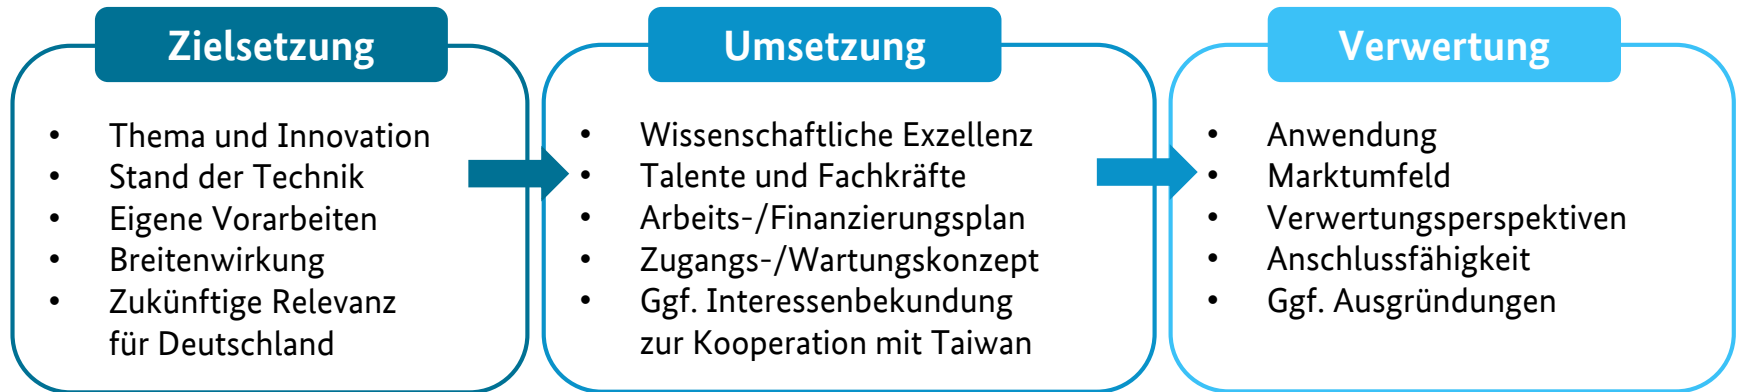 Zielsetzung
• Thema und Innovation
• Stand der Technik
• Eigene Vorarbeiten
• Breitenwirkung
• Zukünftige Relevanz
für Deutschland
Umsetzung
• Wissenschaftliche Exzellenz
• Talente und Fachkräfte
• Arbeits-/Finanzierungsplan
• Zugangs-/Wartungskonzept
• Ggf. Interessenbekundung
zur Kooperation mit Taiwan
Verwertung
• Anwendung
• Marktumfeld
• Verwertungsperspektiven
• Anschlussfähigkeit
• Ggf. Ausgründungen